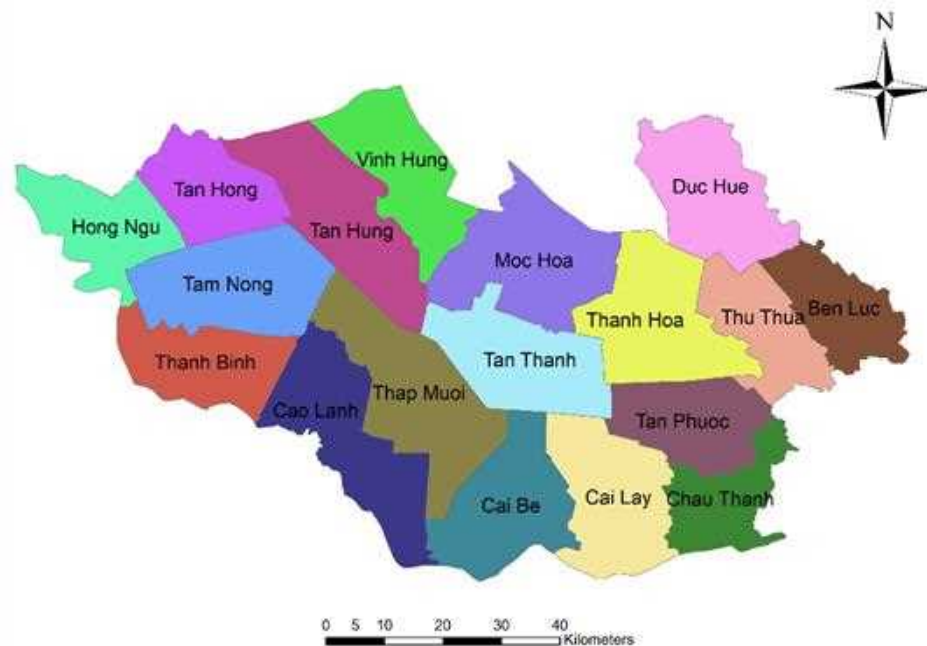 N
Vinh Hung
Tan Hong
Duc Hue
Hong Ngu
Tan Hung
Moc Hoa
Tam Nong
Thanh Hoa
Thu Thua
Ben Luc
Thanh Binh
Tan Thanh
Thap Muoi
Cao Lanh
Tan Phuoc
Cai Be
Cai Lay
Chau Thanh
0 5 10 20 30 40
Kilometers